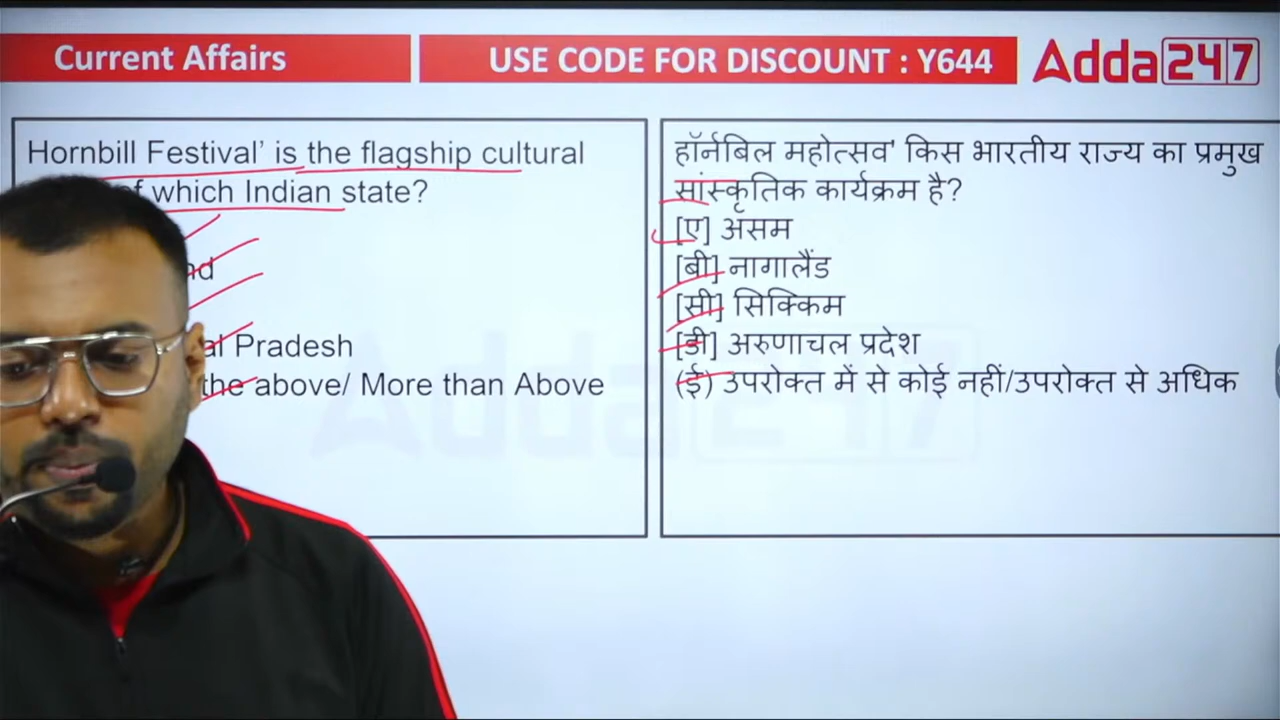 Current Affairs
USE CODE FOR DISCOUNT : Y644
Adda247
Hornbill Festival’ is the flagship cultural
of which Indian state?
al Pradesh
the above/ More than Above
हॉर्नबिल महोत्सव' किस भारतीय राज्य का प्रमुख
सांस्कृतिक कार्यक्रम है?
[ए] असम
[बी] नागालैंड
[सी] सिक्किम
[डी] अरुणाचल प्रदेश
(ई) उपरोक्त में से कोई नहीं/उपरोक्त से अधिक